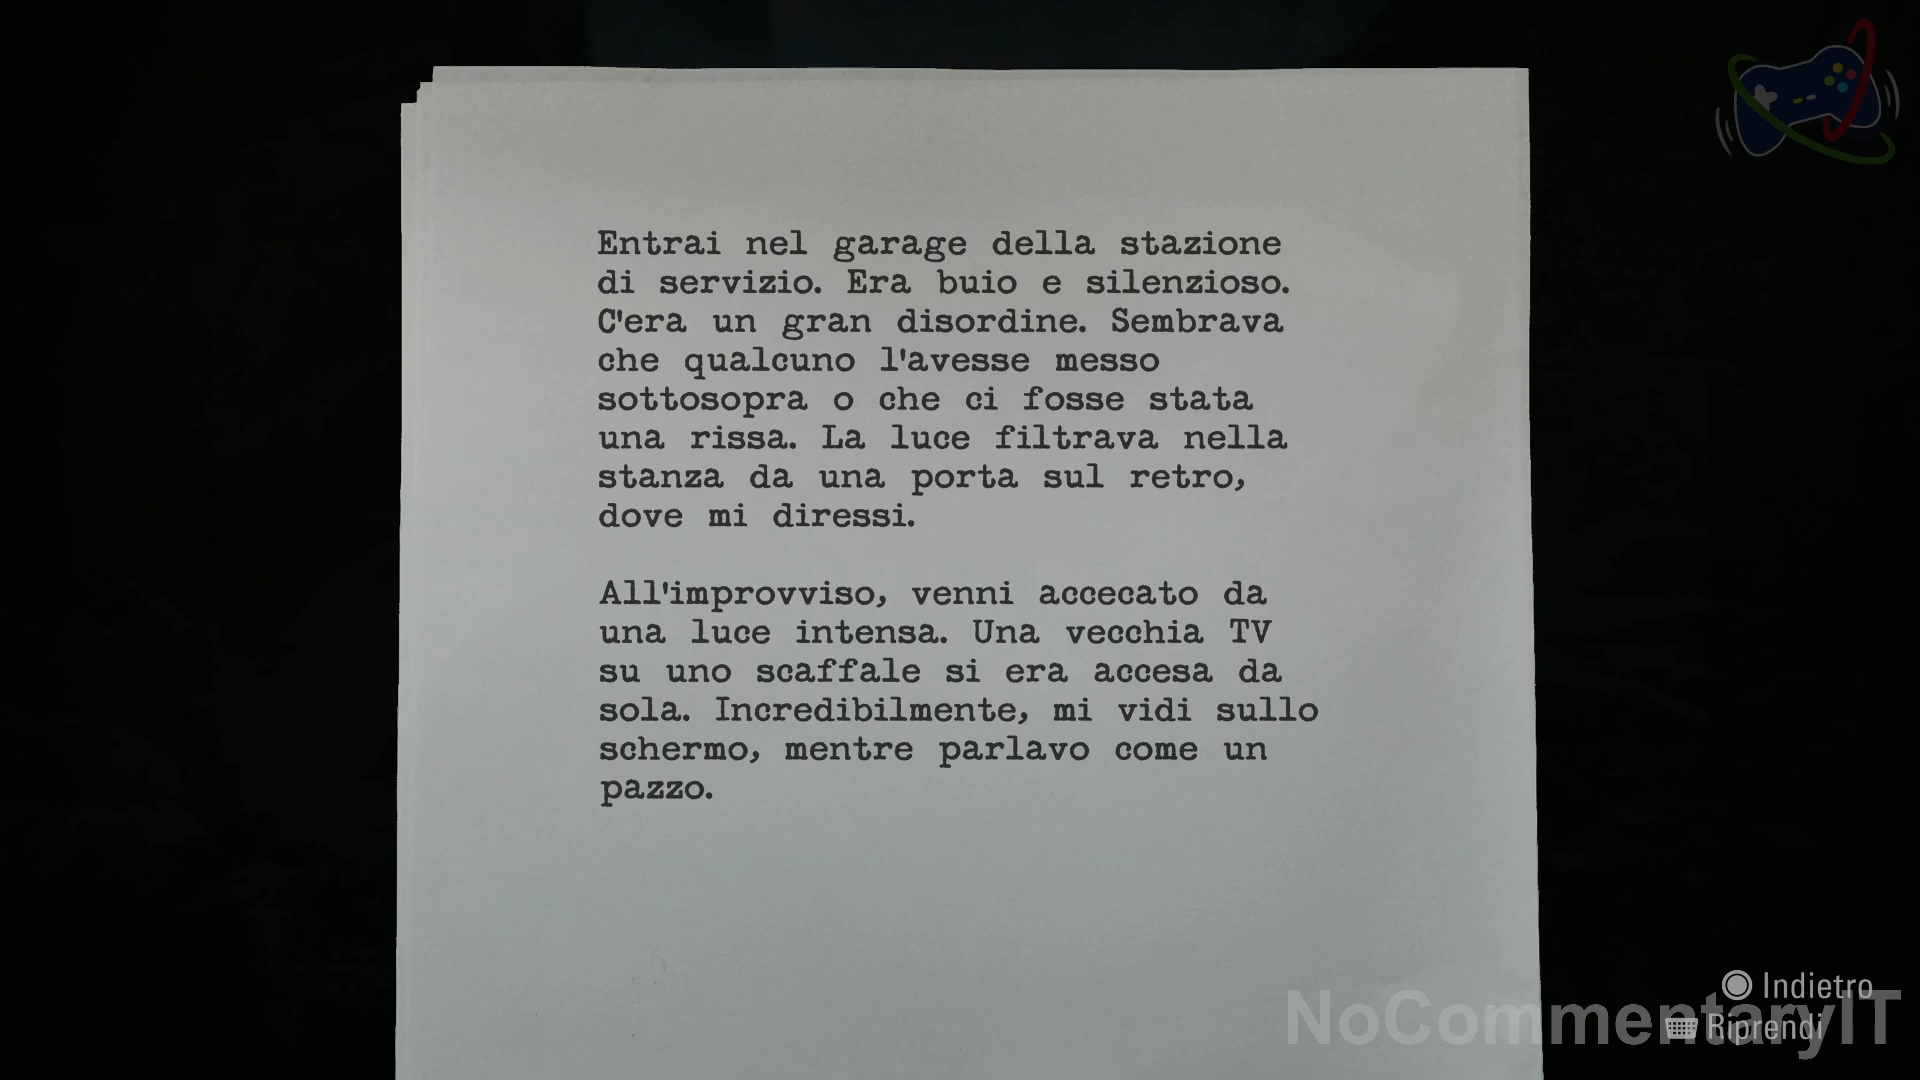 Entrai nel garage della stazione
di servizio. Era buio e silenzioso.
C'era un gran disordine. Sembrava
che qualcuno l'avesse messo
sottosopra o che ci fosse stata
una rissa. La luce filtrava nella
stanza da una porta sul retro,
dove mi diressi.
All'improvviso, venni accecato da
una luce intensa. Una vecchia TV
su uno scaffale si era accesa da
sola. Incredibilmente, mi vidi sullo
schermo, mentre parlavo come un
pazzo.
Indietro
NoCommentaryIT
Riprendi